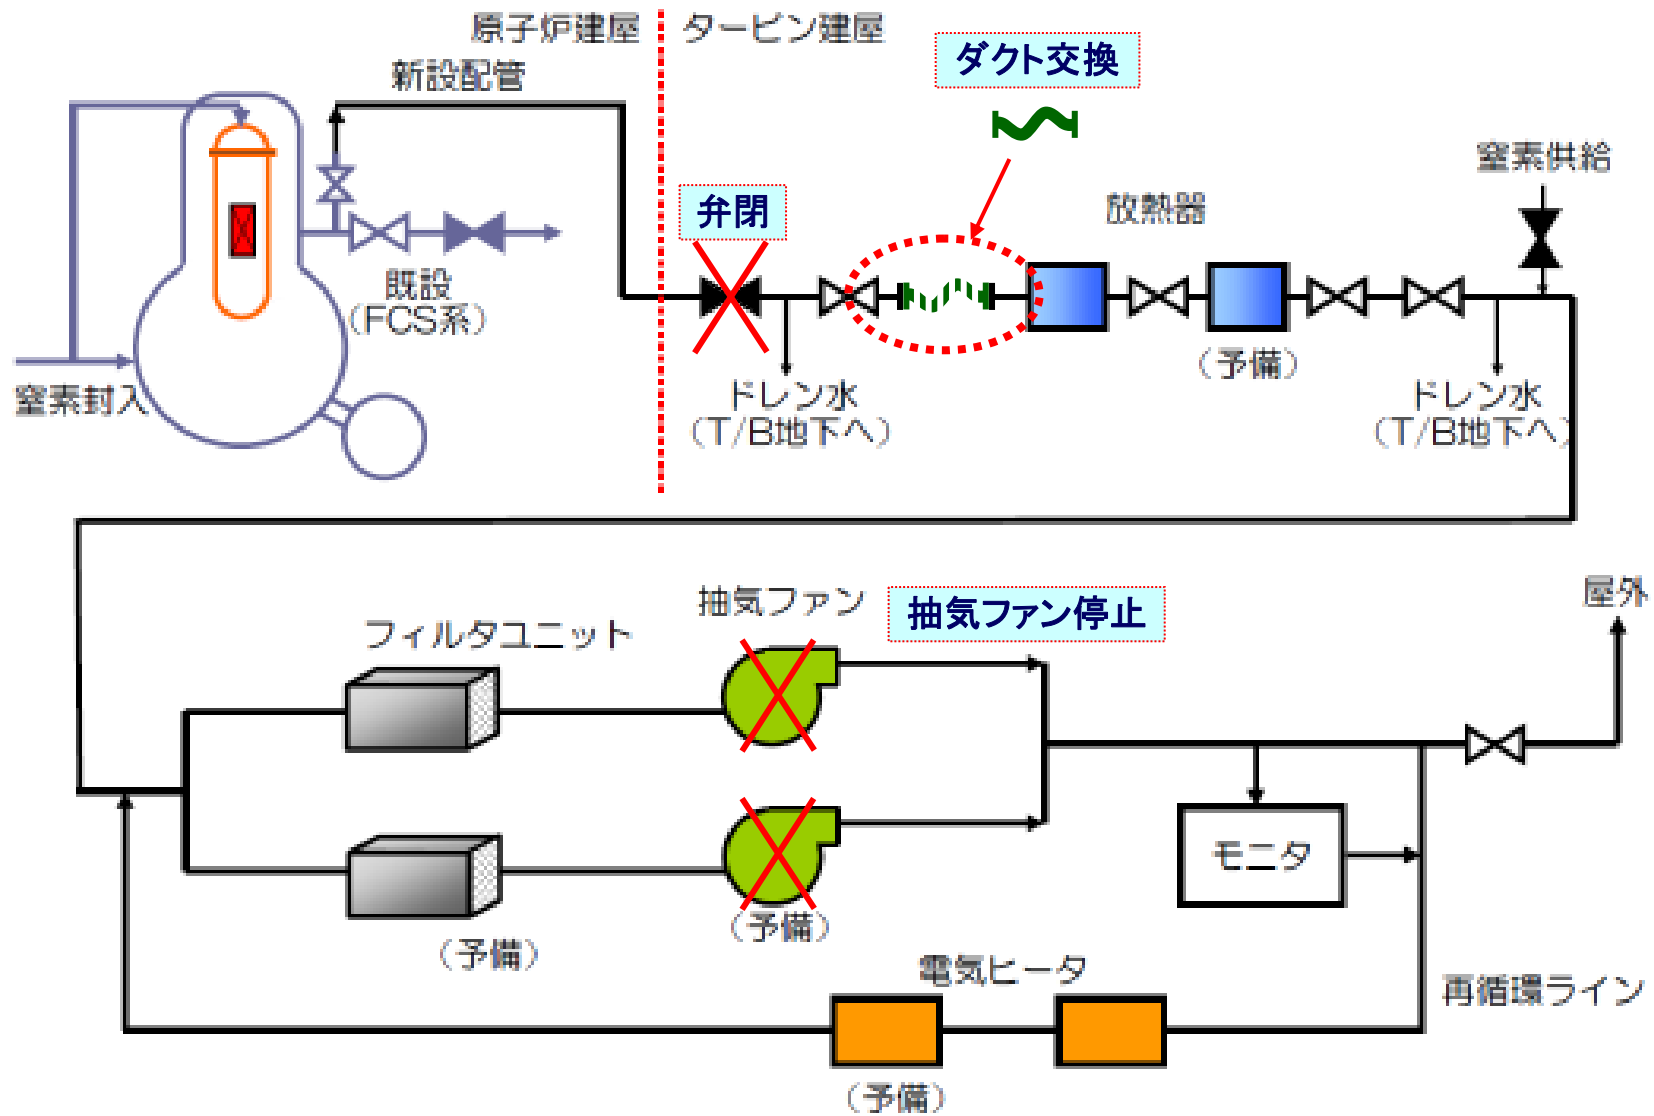 原子炉建屋
タービン建屋
新設配管
ダクト交換
窒素供給
弁閉
放熱器
既設
（FCS系）
（予備）
窒素封入
ドレン水
（T/B地下へ）
ドレン水
（T/B地下へ）
抽気ファン
抽気ファン停止
屋外
フィルタユニット
モニタ
（予備）
（予備）
電気ヒータ
再循環ライン
（予備）